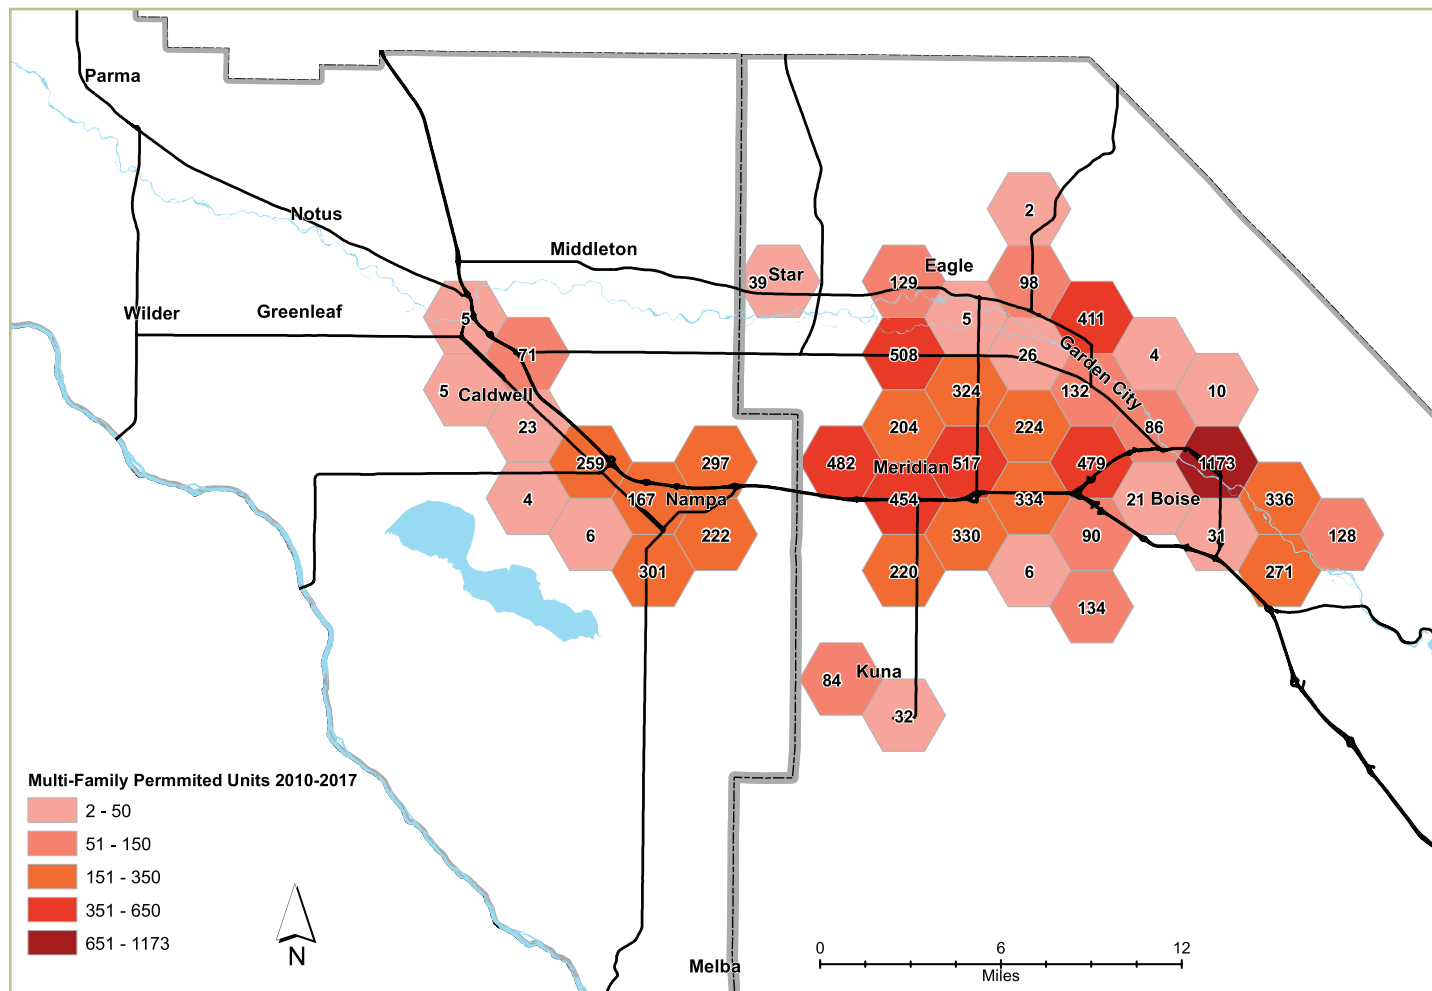 Parma
2
Notus
Middleton
Eagle
39 Star
129
98
Wilder
Greenleaf
5
5
411
71
508
26
Garden City
4
5
Caldwell
324
132
10
23
204
224
86
259
297
482
Meridian
517
479
1173
4
167
Nampa
454
334
21
Boise
336
6
222
330
90
31
128
301
220
6
271
134
84
Kuna
32
Multi-Family Permmited Units 2010-2017
2 - 50
51 - 150
151 - 350
351 - 650
651 - 1173
N
0 6 12
Miles
Melba